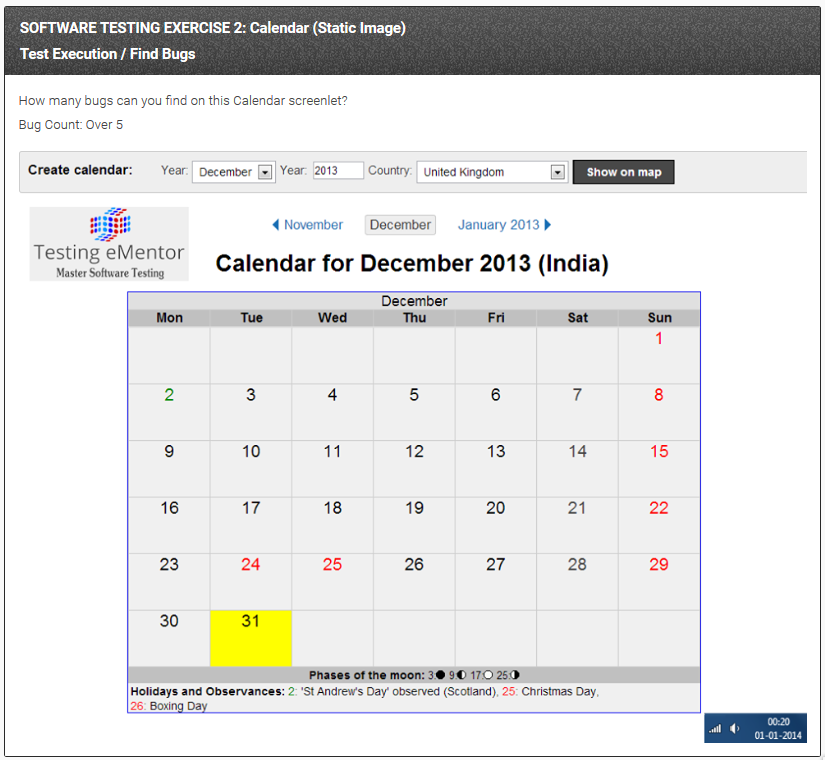 SOFTWARE TESTING EXERCISE 2: Calendar (Static Image)
Test Execution / Find Bugs
How many bugs can you find on this Calendar screenlet?
Bug Count: Over 5
Create calendar: Year: December Year: 2013 Country: United Kingdom Show on map
November December January 2013
Testing eMentor
Master Software Testing
Calendar for December 2013 (India)
December
Mon Tue Wed Thu Fri Sat Sun
1
2 3 4 5 6 7 8
9 10 11 12 13 14 15
16 17 18 19 20 21 22
23 24 25 26 27 28 29
30 31
Phases of the moon: 3: 9: 17: 25:
Holidays and Observances: 2: 'St Andrew's Day' observed (Scotland), 25: Christmas Day,
26: Boxing Day
00:20
01-01-2014